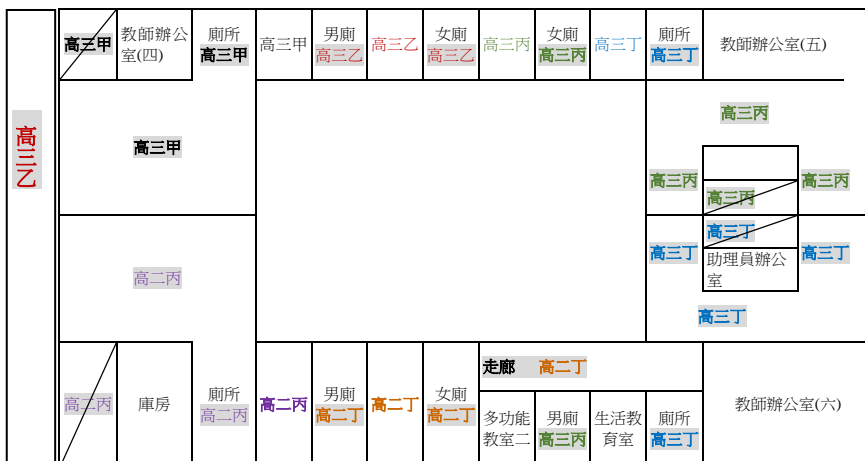 高三乙
高三甲
教師辦公
室(四)
廁所
高三甲
高三甲
男廁
高三乙
高三乙
女廁
高三乙
高三丙
女廁
高三丙
高三丁
廁所
高三丁
教師辦公室(五)
高三甲
高三丙
高三丙
高三丙
高三丙
高三丁
高三丁
助理員辦公
室
高三丁
高三丁
高二丙
高二丙
庫房
廁所
高二丙
高二丙
男廁
高二丁
高二丁
女廁
高二丁
走廊 高二丁
多功能
教室二
男廁
高三丙
生活教
育室
廁所
高三丁
教師辦公室(六)